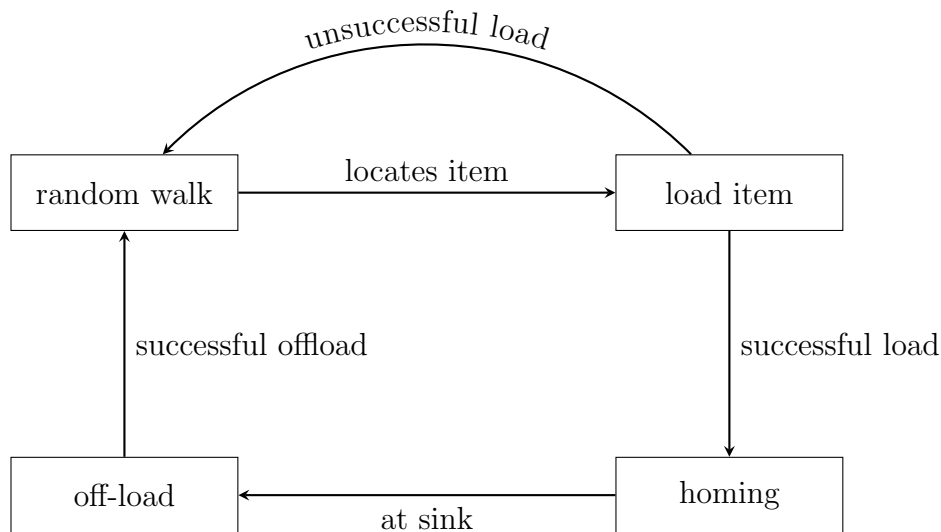 unsuccessful load
locates item
random walk
load item
successful offload
successful load
off-load
homing
at sink